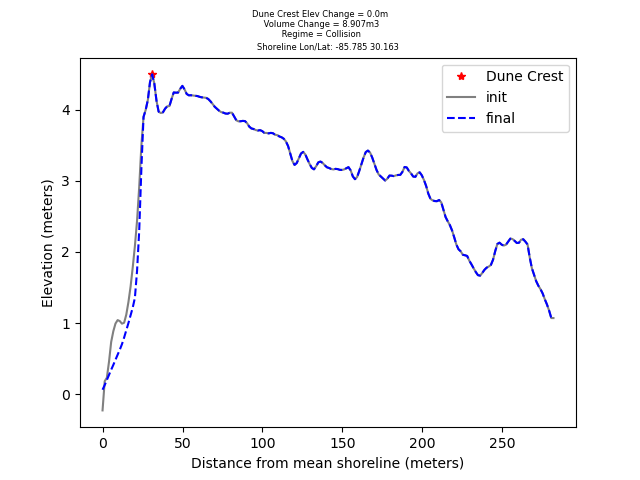 Dune Crest Elev Change = 0.0m
Volume Change = 8.907m3
Regime = Collision
Shoreline Lon/Lat: -85.785 30.163
Dune Crest
init
final
Elevation (meters)
4
3
2
1
0
0 50 100 150 200 250
Distance from mean shoreline (meters)